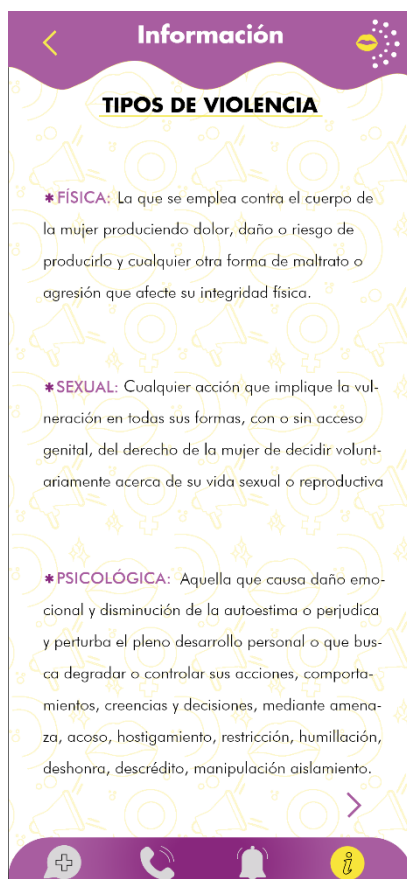 Información
TIPOS DE VIOLENCIA
*FÍSICA: La que se emplea contra el cuerpo de
la mujer produciendo dolor, daño o riesgo de
producirlo y cualquier otra forma de maltrato o
agresión que afecte su integridad física.
*SEXUAL: Cualquier acción que implique la vul-
neración en todas sus formas, con o sin acceso
genital, del derecho de la mujer de decidir volunt-
ariamente acerca de su vida sexual o reproductiva
*PSICOLÓGICA: Aquella que causa daño emo-
cional y disminución de la autoestima o perjudica
y perturba el pleno desarrollo personal o que bus-
ca degradar o controlar sus acciones, comporta-
mientos, creencias y decisiones, mediante amena-
za, acoso, hostigamiento, restricción, humillación,
deshonra, descrédito, manipulación aislamiento.
i